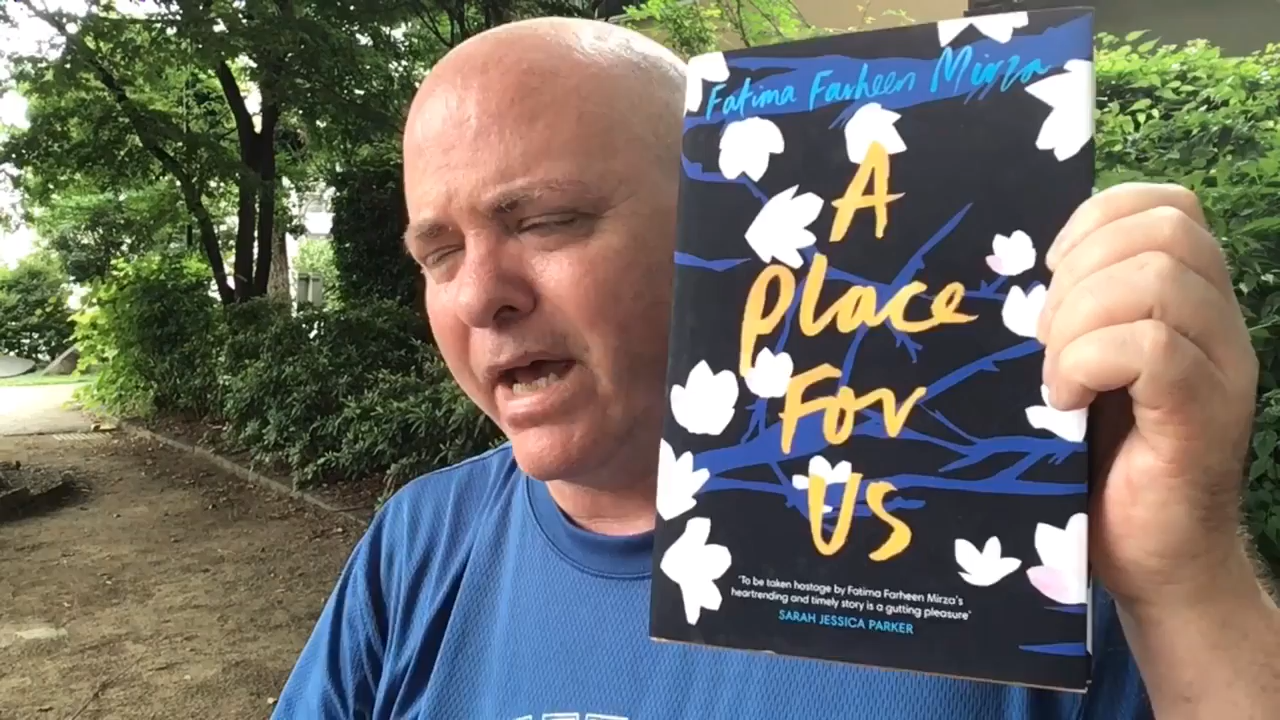 Fatima Farheen Mirza
A
Place
For
Us
'To be taken hostage by Fatima Farheen Mirza's
heartrending and timely story is a gutting pleasure'
SARAH JESSICA PARKER